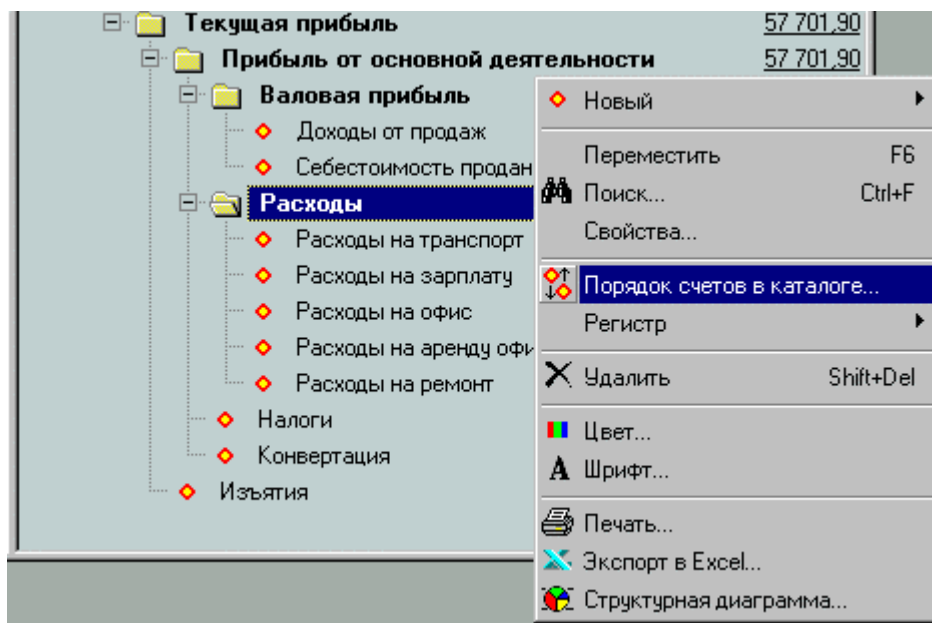 Текущая прибыль 57 701,90
Прибыль от основной деятельности 57 701,90
Валовая прибыль
Доходы от продаж
Себестоимость продан
Расходы
Расходы на транспорт
Расходы на зарплату
Расходы на офис
Расходы на аренду офи
Расходы на ремонт
Налоги
Конвертация
Изъятия
Новый
Переместить F6
Поиск... Ctrl+F
Свойства...
Порядок счетов в каталоге...
Регистр
Удалить Shift+Del
Цвет...
Шрифт...
Печать...
Экспорт в Excel...
Структурная диаграмма...